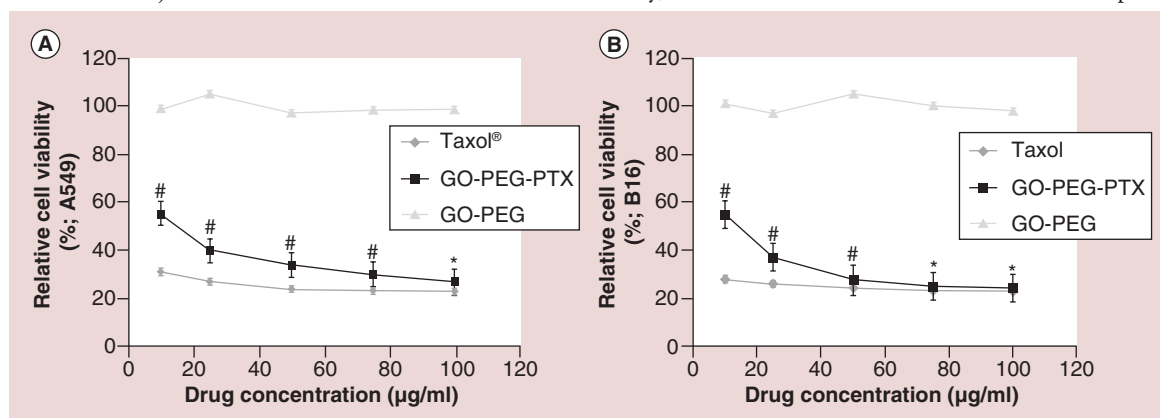 A
120
100
80
60
40
20
0
Relative cell viability
(%; A549)
0 20 40 60 80 100 120
Drug concentration (µg/ml)
Taxol®
GO-PEG-PTX
GO-PEG
# # # # *
B
120
100
80
60
40
20
0
Relative cell viability
(%; B16)
0 20 40 60 80 100 120
Drug concentration (µg/ml)
Taxol
GO-PEG-PTX
GO-PEG
# # # * *